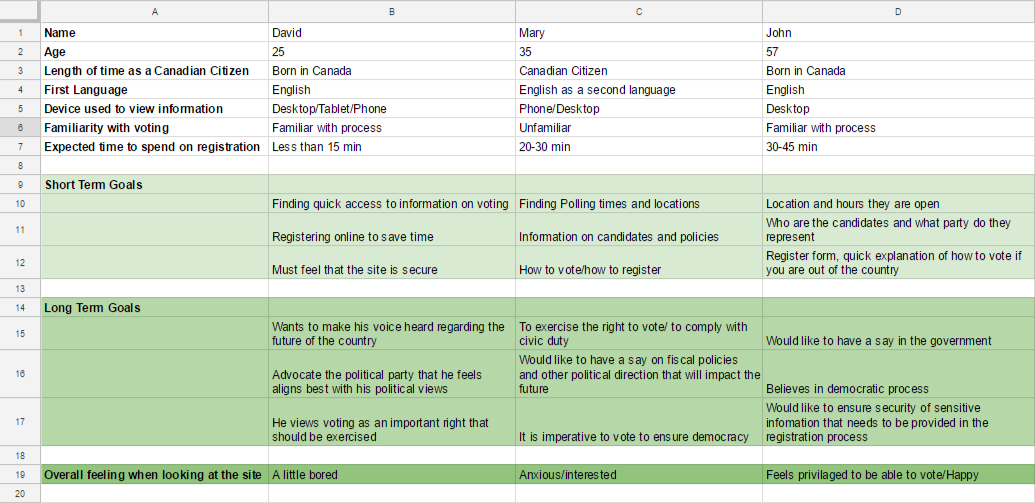 A B C D
1 Name David Mary John
2 Age 25 35 57
3 Length of time as a Canadian Citizen Born in Canada Canadian Citizen Born in Canada
4 First Language English English as a second language English
5 Device used to view information Desktop/Tablet/Phone Phone/Desktop Desktop
6 Familiarity with voting Familiar with process Unfamiliar Familiar with process
7 Expected time to spend on registration Less than 15 min 20-30 min 30-45 min
8
9 Short Term Goals
10 Finding quick access to information on voting Finding Polling times and locations Location and hours they are open
Who are the candidates and what party do they
11 Registering online to save time Information on candidates and policies represent
Register form, quick explanation of how to vote if
12 Must feel that the site is secure How to vote/how to register you are out of the country
13
14 Long Term Goals
Wants to make his voice heard regarding the To exercise the right to vote/ to comply with
15 future of the country civic duty Would like to have a say in the government
Would like to have a say on fiscal policies
16 Advocate the political party that he feels and other political direction that will impact the
aligns best with his political views future Believes in democratic process
Would like to ensure security of sensitive
17 He views voting as an important right that infomation that needs to be provided in the
should be exercised It is imperative to vote to ensure democracy registration process
18
19 Overall feeling when looking at the site A little bored Anxious/interested Feels privilaged to be able to vote/Happy
20